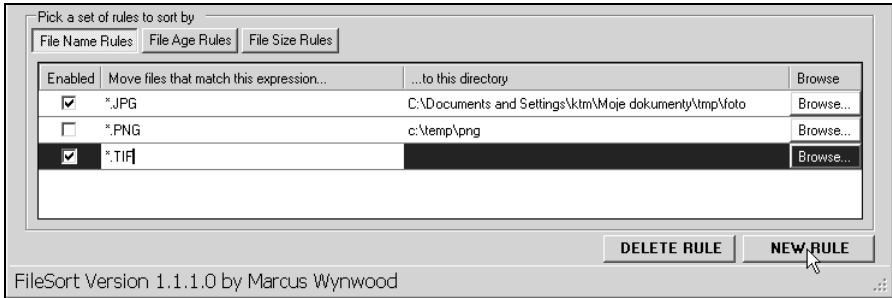 Pick a set of rules to sort by
File Name Rules File Age Rules File Size Rules
Enabled Move files that match this expression... ...to this directory Browse
*.JPG C:\Documents and Settings\ktm\Moje dokumenty\tmp\foto Browse...
*.PNG c:\temp\png Browse...
*.TIF Browse...
DELETE RULE NEW RULE
FileSort Version 1.1.1.0 by Marcus Wynwood